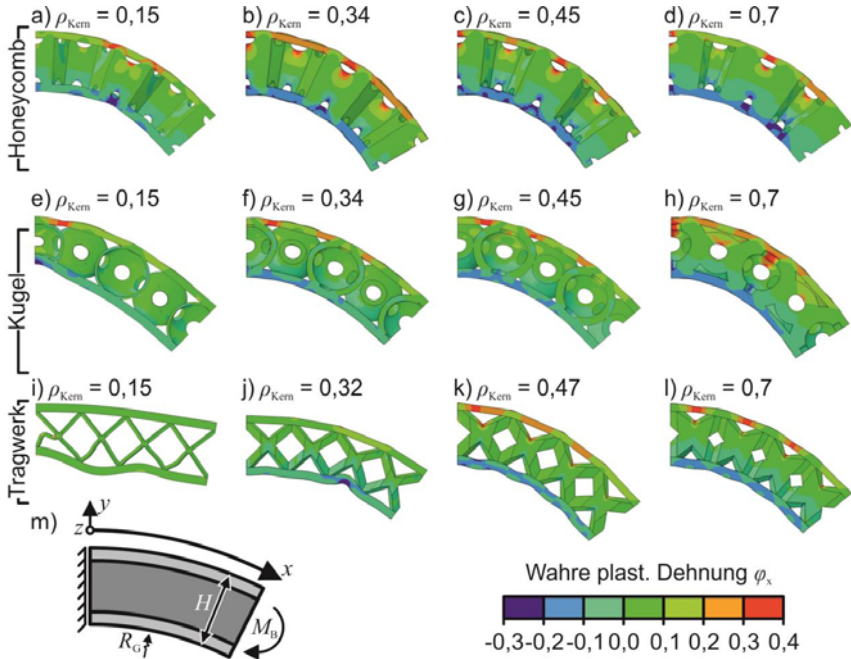 a) ρKern = 0,15
b) ρKern = 0,34
c) ρKern = 0,45
d) ρKern = 0,7
Honeycomb
e) ρKern = 0,15
f) ρKern = 0,34
g) ρKern = 0,45
h) ρKern = 0,7
Kugel
i) ρKern = 0,15
j) ρKern = 0,32
k) ρKern = 0,47
l) ρKern = 0,7
Tragwerk
m)
y
z
x
H
MB
RG
Wahre plast. Dehnung φx
-0,3 -0,2 -0,1 0,0 0,1 0,2 0,3 0,4